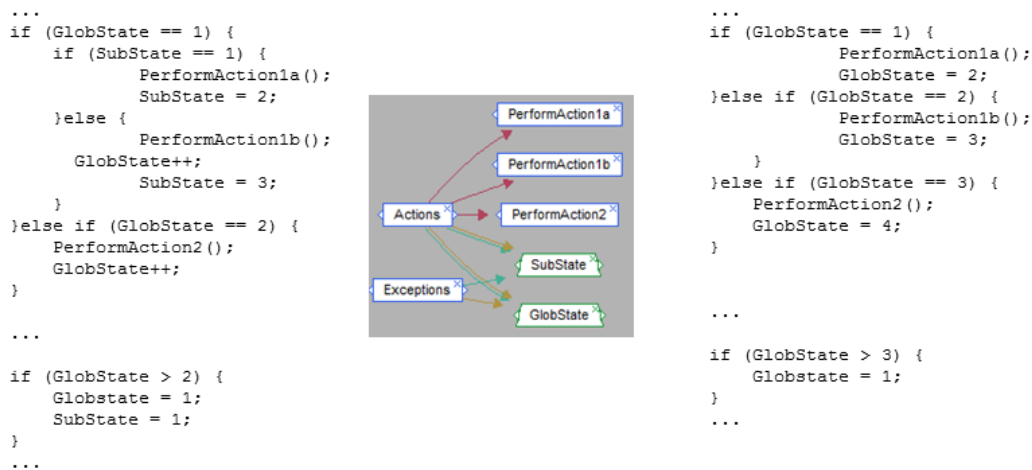 ...
if (GlobState == 1) {
    if (SubState == 1) {
            PerformAction1a();
            SubState = 2;
    }else {
            PerformAction1b();
      GlobState++;
            SubState = 3;
    }
}else if (GlobState == 2) {
    PerformAction2();
    GlobState++;
}
...
if (GlobState > 2) {
    Globstate = 1;
    SubState = 1;
}
...
PerformAction1a
PerformAction1b
Actions
PerformAction2
SubState
Exceptions
GlobState
...
if (GlobState == 1) {
            PerformAction1a();
            GlobState = 2;
}else if (GlobState == 2) {
            PerformAction1b();
            GlobState = 3;
    }
}else if (GlobState == 3) {
    PerformAction2();
    GlobState = 4;
}
...
if (GlobState > 3) {
    Globstate = 1;
}
...